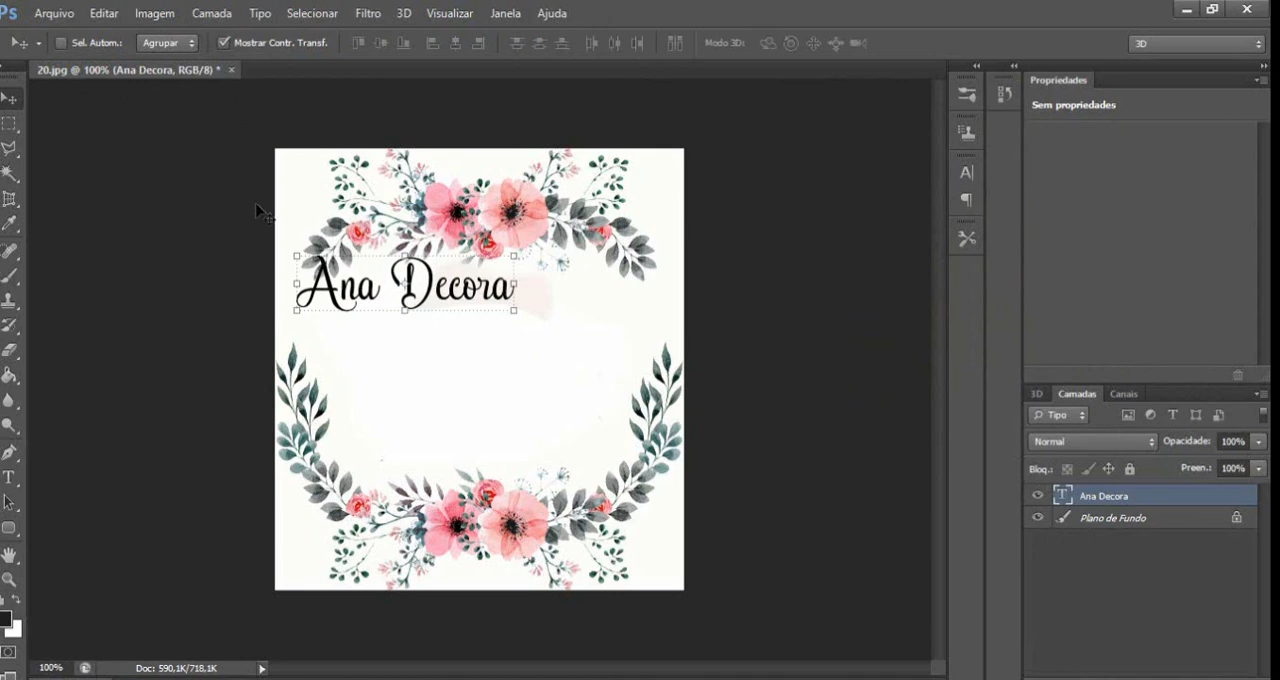 Ps Arquivo Editar Imagem Camada Tipo Selecionar Filtro 3D Visualizar Janela Ajuda
Sel. Autom.: Agrupar Mostrar Contr. Transf. Modo 3D: 3D
20.jpg @ 100% (Ana Decora, RGB/8) * ×
Propriedades
Sem propriedades
Ana Decora
3D Camadas Canais
Tipo
Normal Opacidade: 100%
Bloq.: Preen.: 100%
T Ana Decora
Plano de Fundo
100% Doc: 590,1K/718,1K